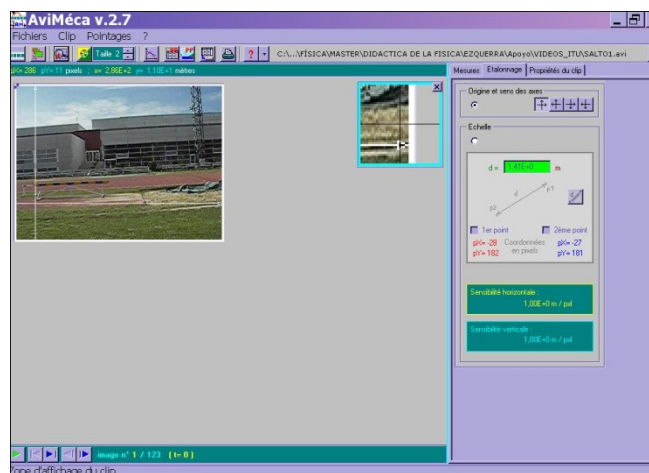 AviMéca v.2.7
Fichiers Clip Pointages ?
Taille 2
C:\...\FÍSICA\MASTER\DIDACTICA DE LA FISICA\EZQUERRA\Apoyo\VIDEOS_ITU\SALTO1.avi
pX= 286 pY= 11 pixels ; x= 2,86E+2 y= 1,10E+1 mètres
Mesures Etalonnage Propriétés du clip
Origine et sens des axes
Echelle
d = 1.41E+0 m
d
p1
p2
1er point 2ème point
pX= -28 Coordonnées pX= -27
pY= 182 en pixels pY= 181
Sensibilité horizontale :
1,00E+0 m / pxl
Sensibilité verticale :
1,00E+0 m / pxl
image n° 1 / 123 ( t= 0 )
Zone d'affichage du clip